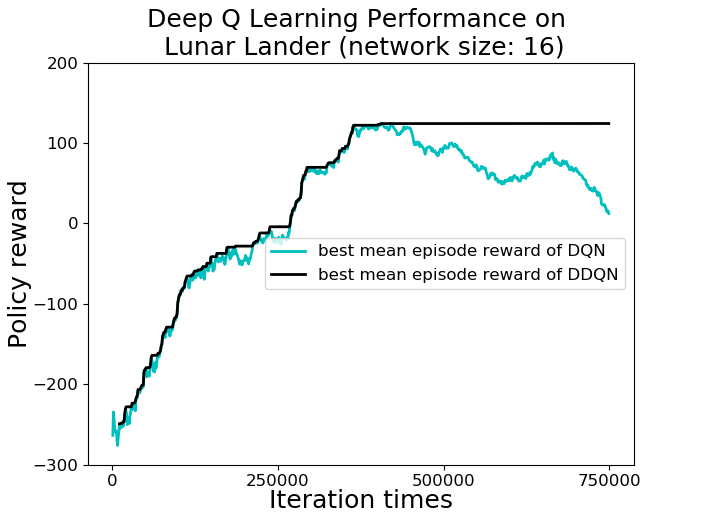 Deep Q Learning Performance on
Lunar Lander (network size: 16)
Policy reward
200
100
0
−100
−200
−300
best mean episode reward of DQN
best mean episode reward of DDQN
0
250000
500000
750000
Iteration times